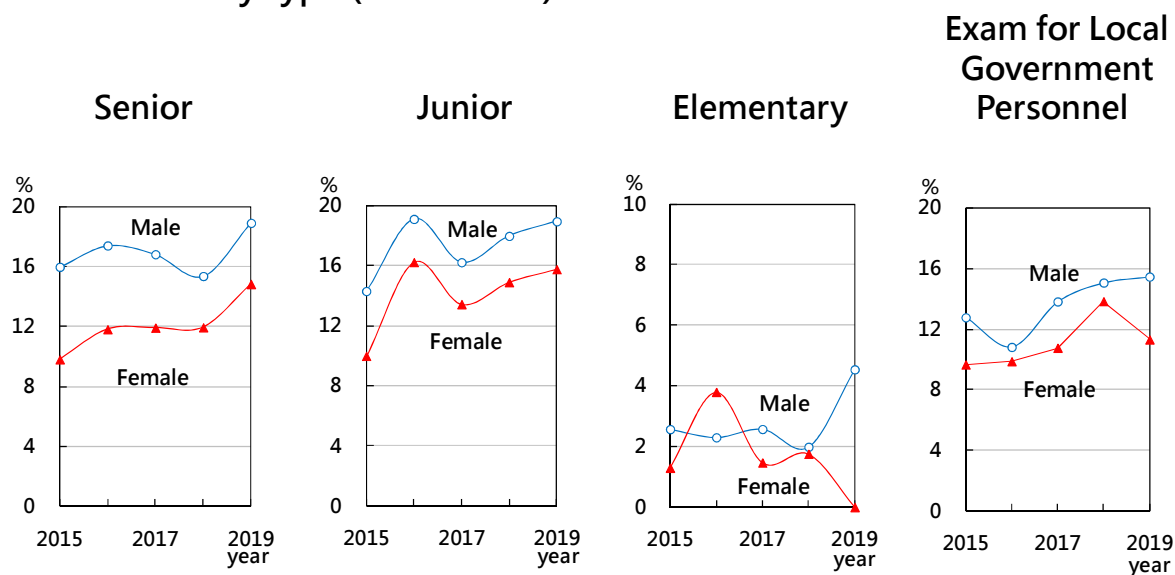 Exam for Local
Government
Personnel
Senior
Junior
Elementary
%
20
16
12
8
4
0
Male
Female
2015
2017
2019
year
%
20
16
12
8
4
0
Male
Female
2015
2017
2019
year
%
10
8
6
4
2
0
Male
Female
2015
2017
2019
year
%
20
16
12
8
4
0
Male
Female
2015
2017
2019
year